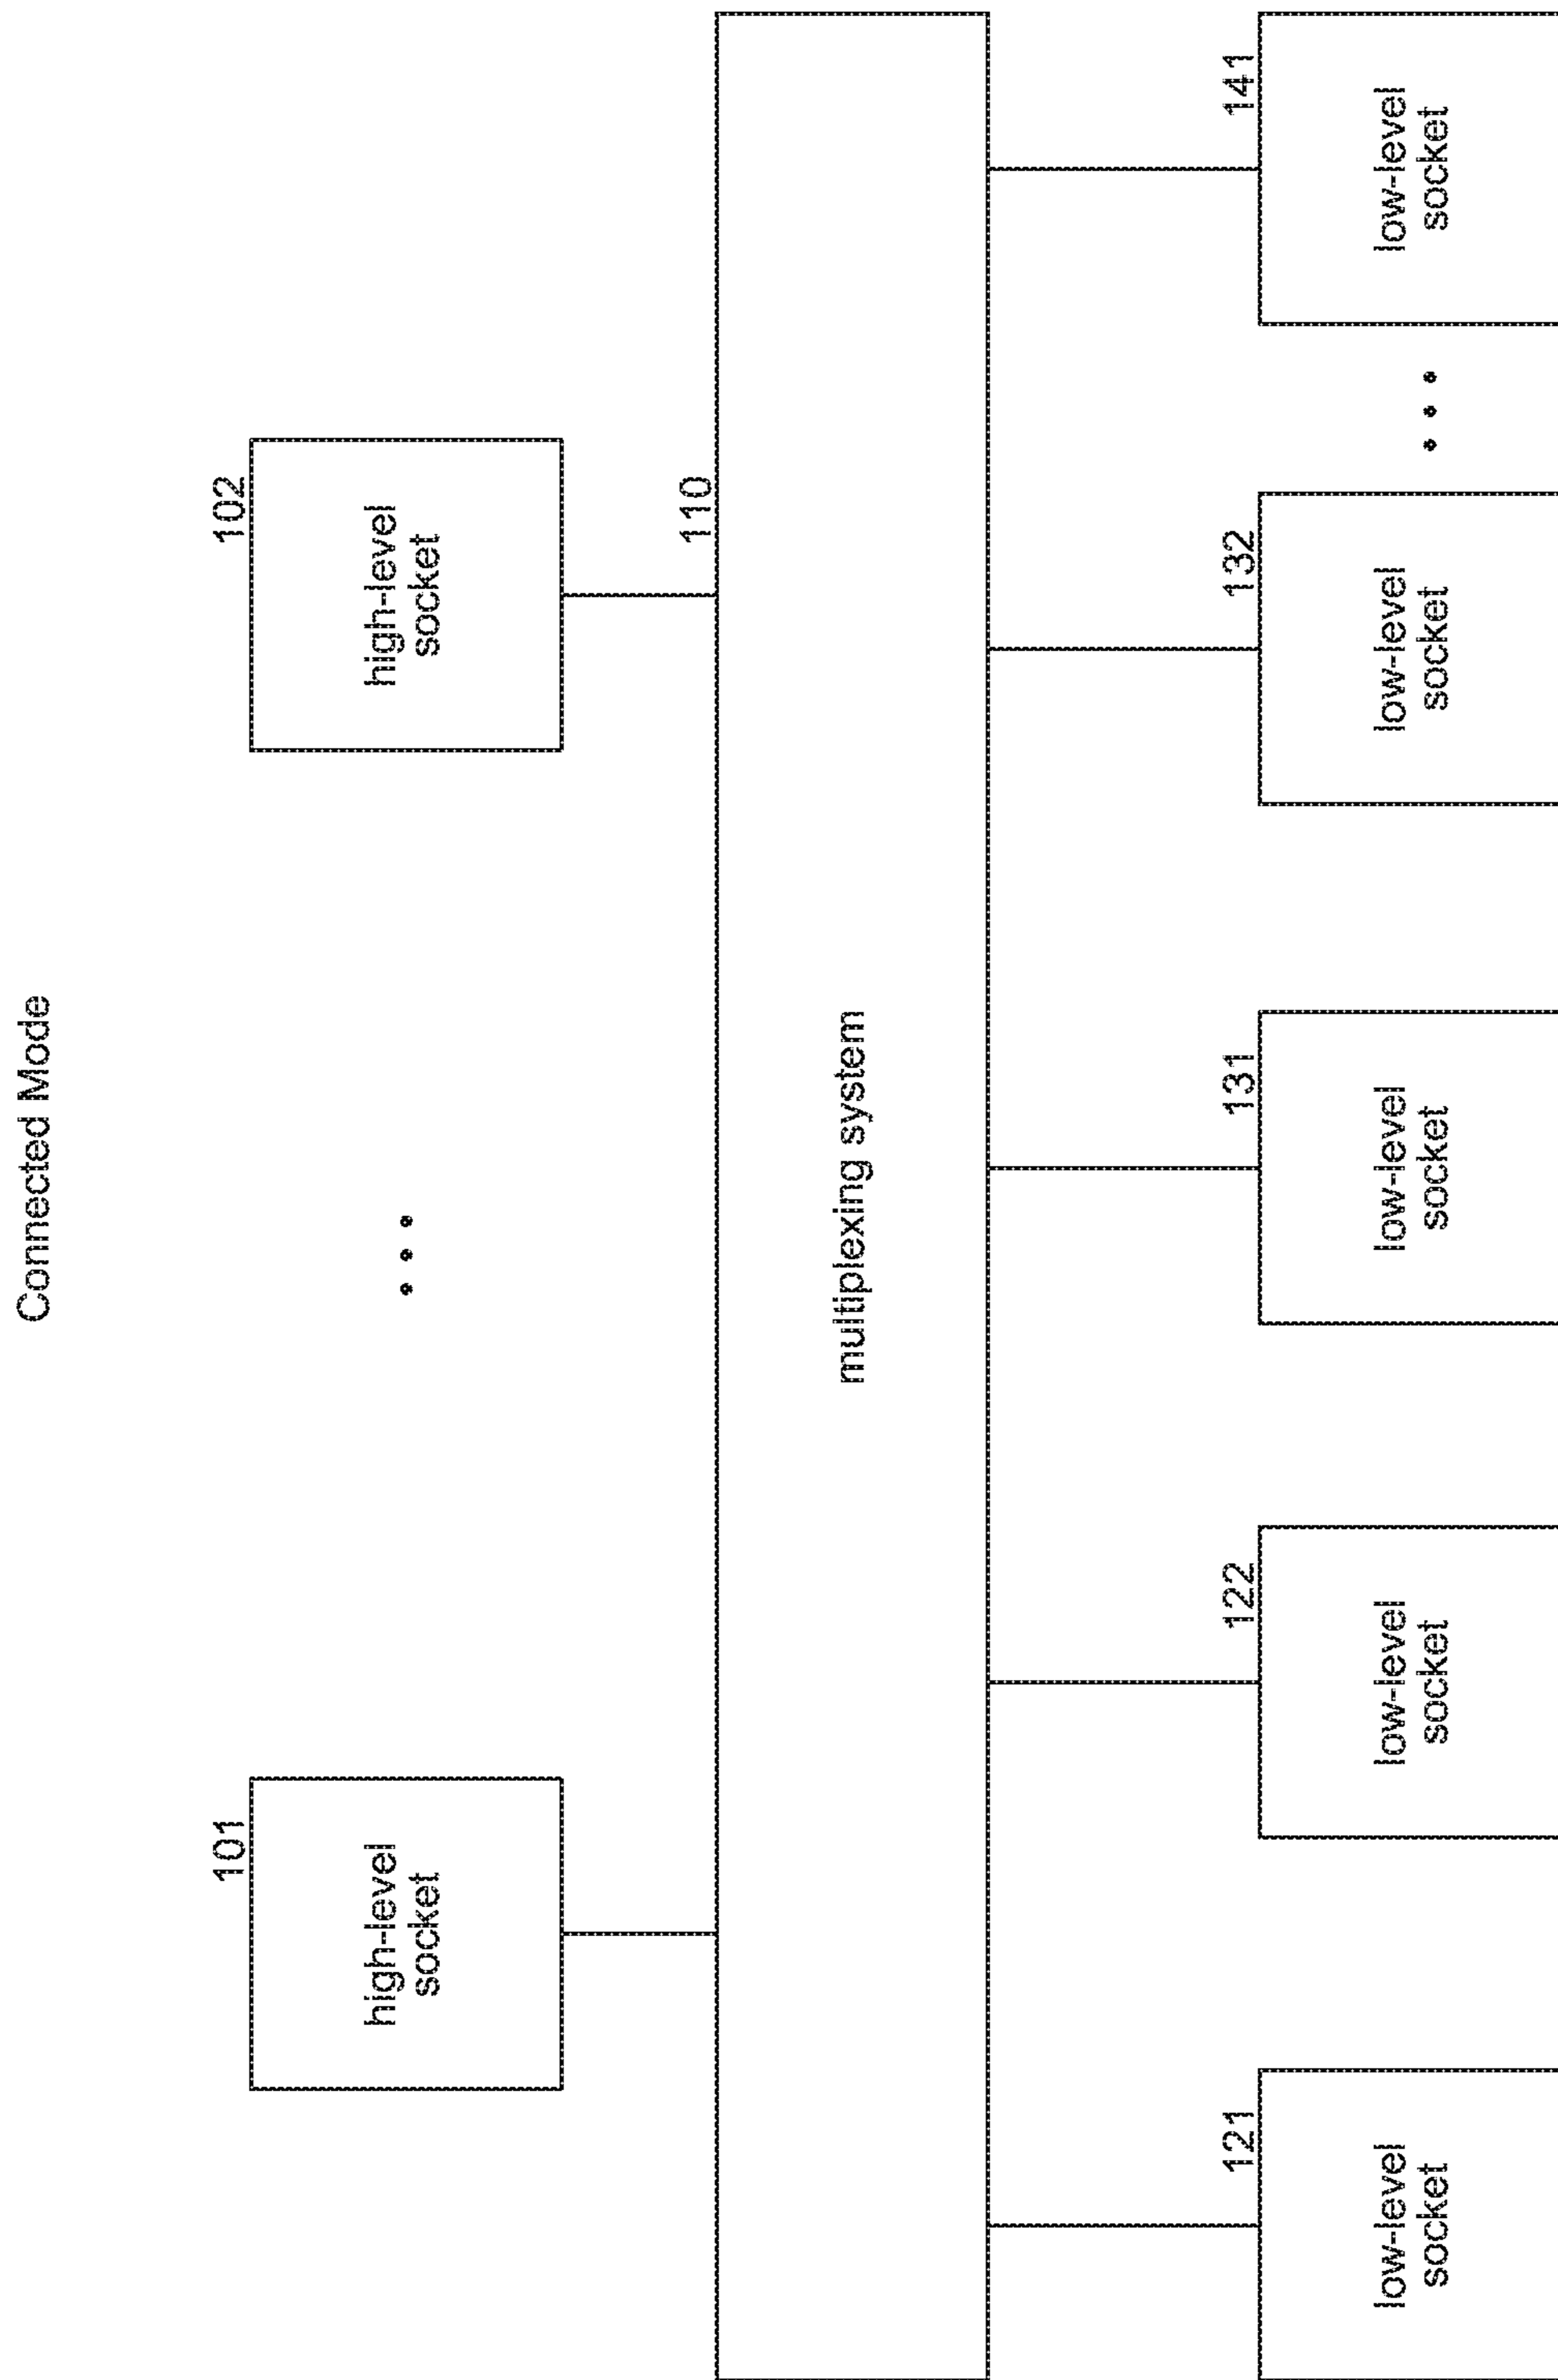 Connected Mode
101
high-level
socket
102
high-level
socket
110
multiplexing system
121
low-level
socket
122
low-level
socket
131
low-level
socket
132
low-level
socket
141
low-level
socket